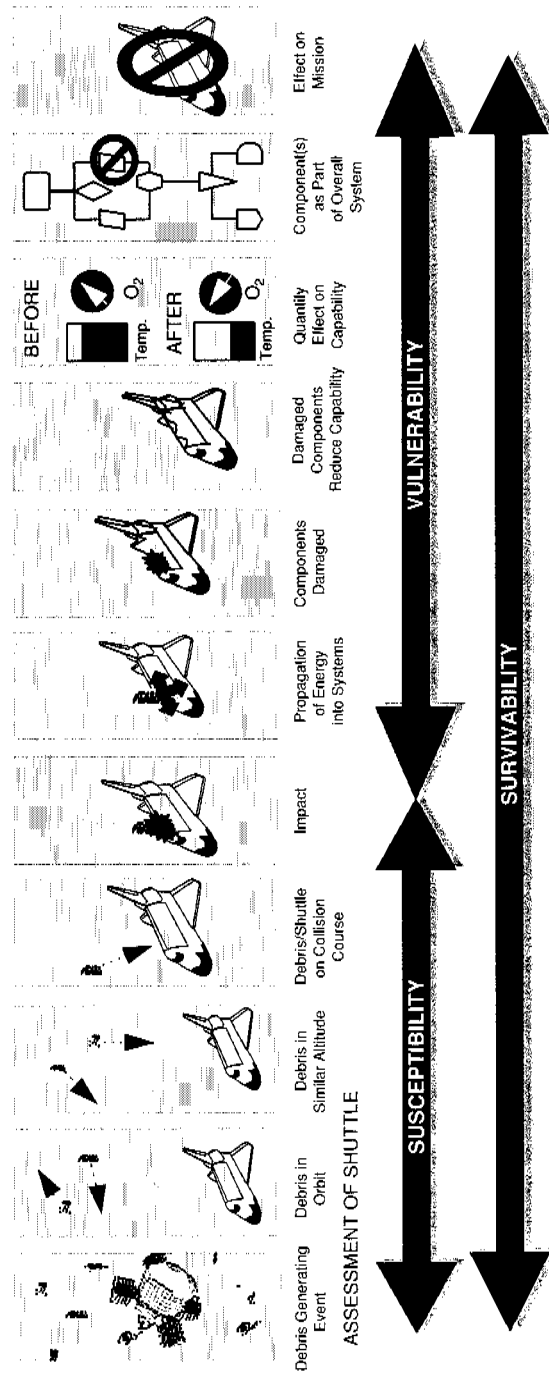 Debris Generating
Event
Debris in
Orbit
Debris in
Similar Altitude
Debris/Shuttle
on Collision
Course
Impact
Propagation
of Energy
into Systems
Components
Damaged
Damaged
Components
Reduce Capability
BEFORE
Temp.
O2
AFTER
Temp.
O2
Quantify
Effect on
Capability
Component(s)
as Part
of Overall
System
Effect on
Mission
ASSESSMENT OF SHUTTLE
SUSCEPTIBILITY
VULNERABILITY
SURVIVABILITY